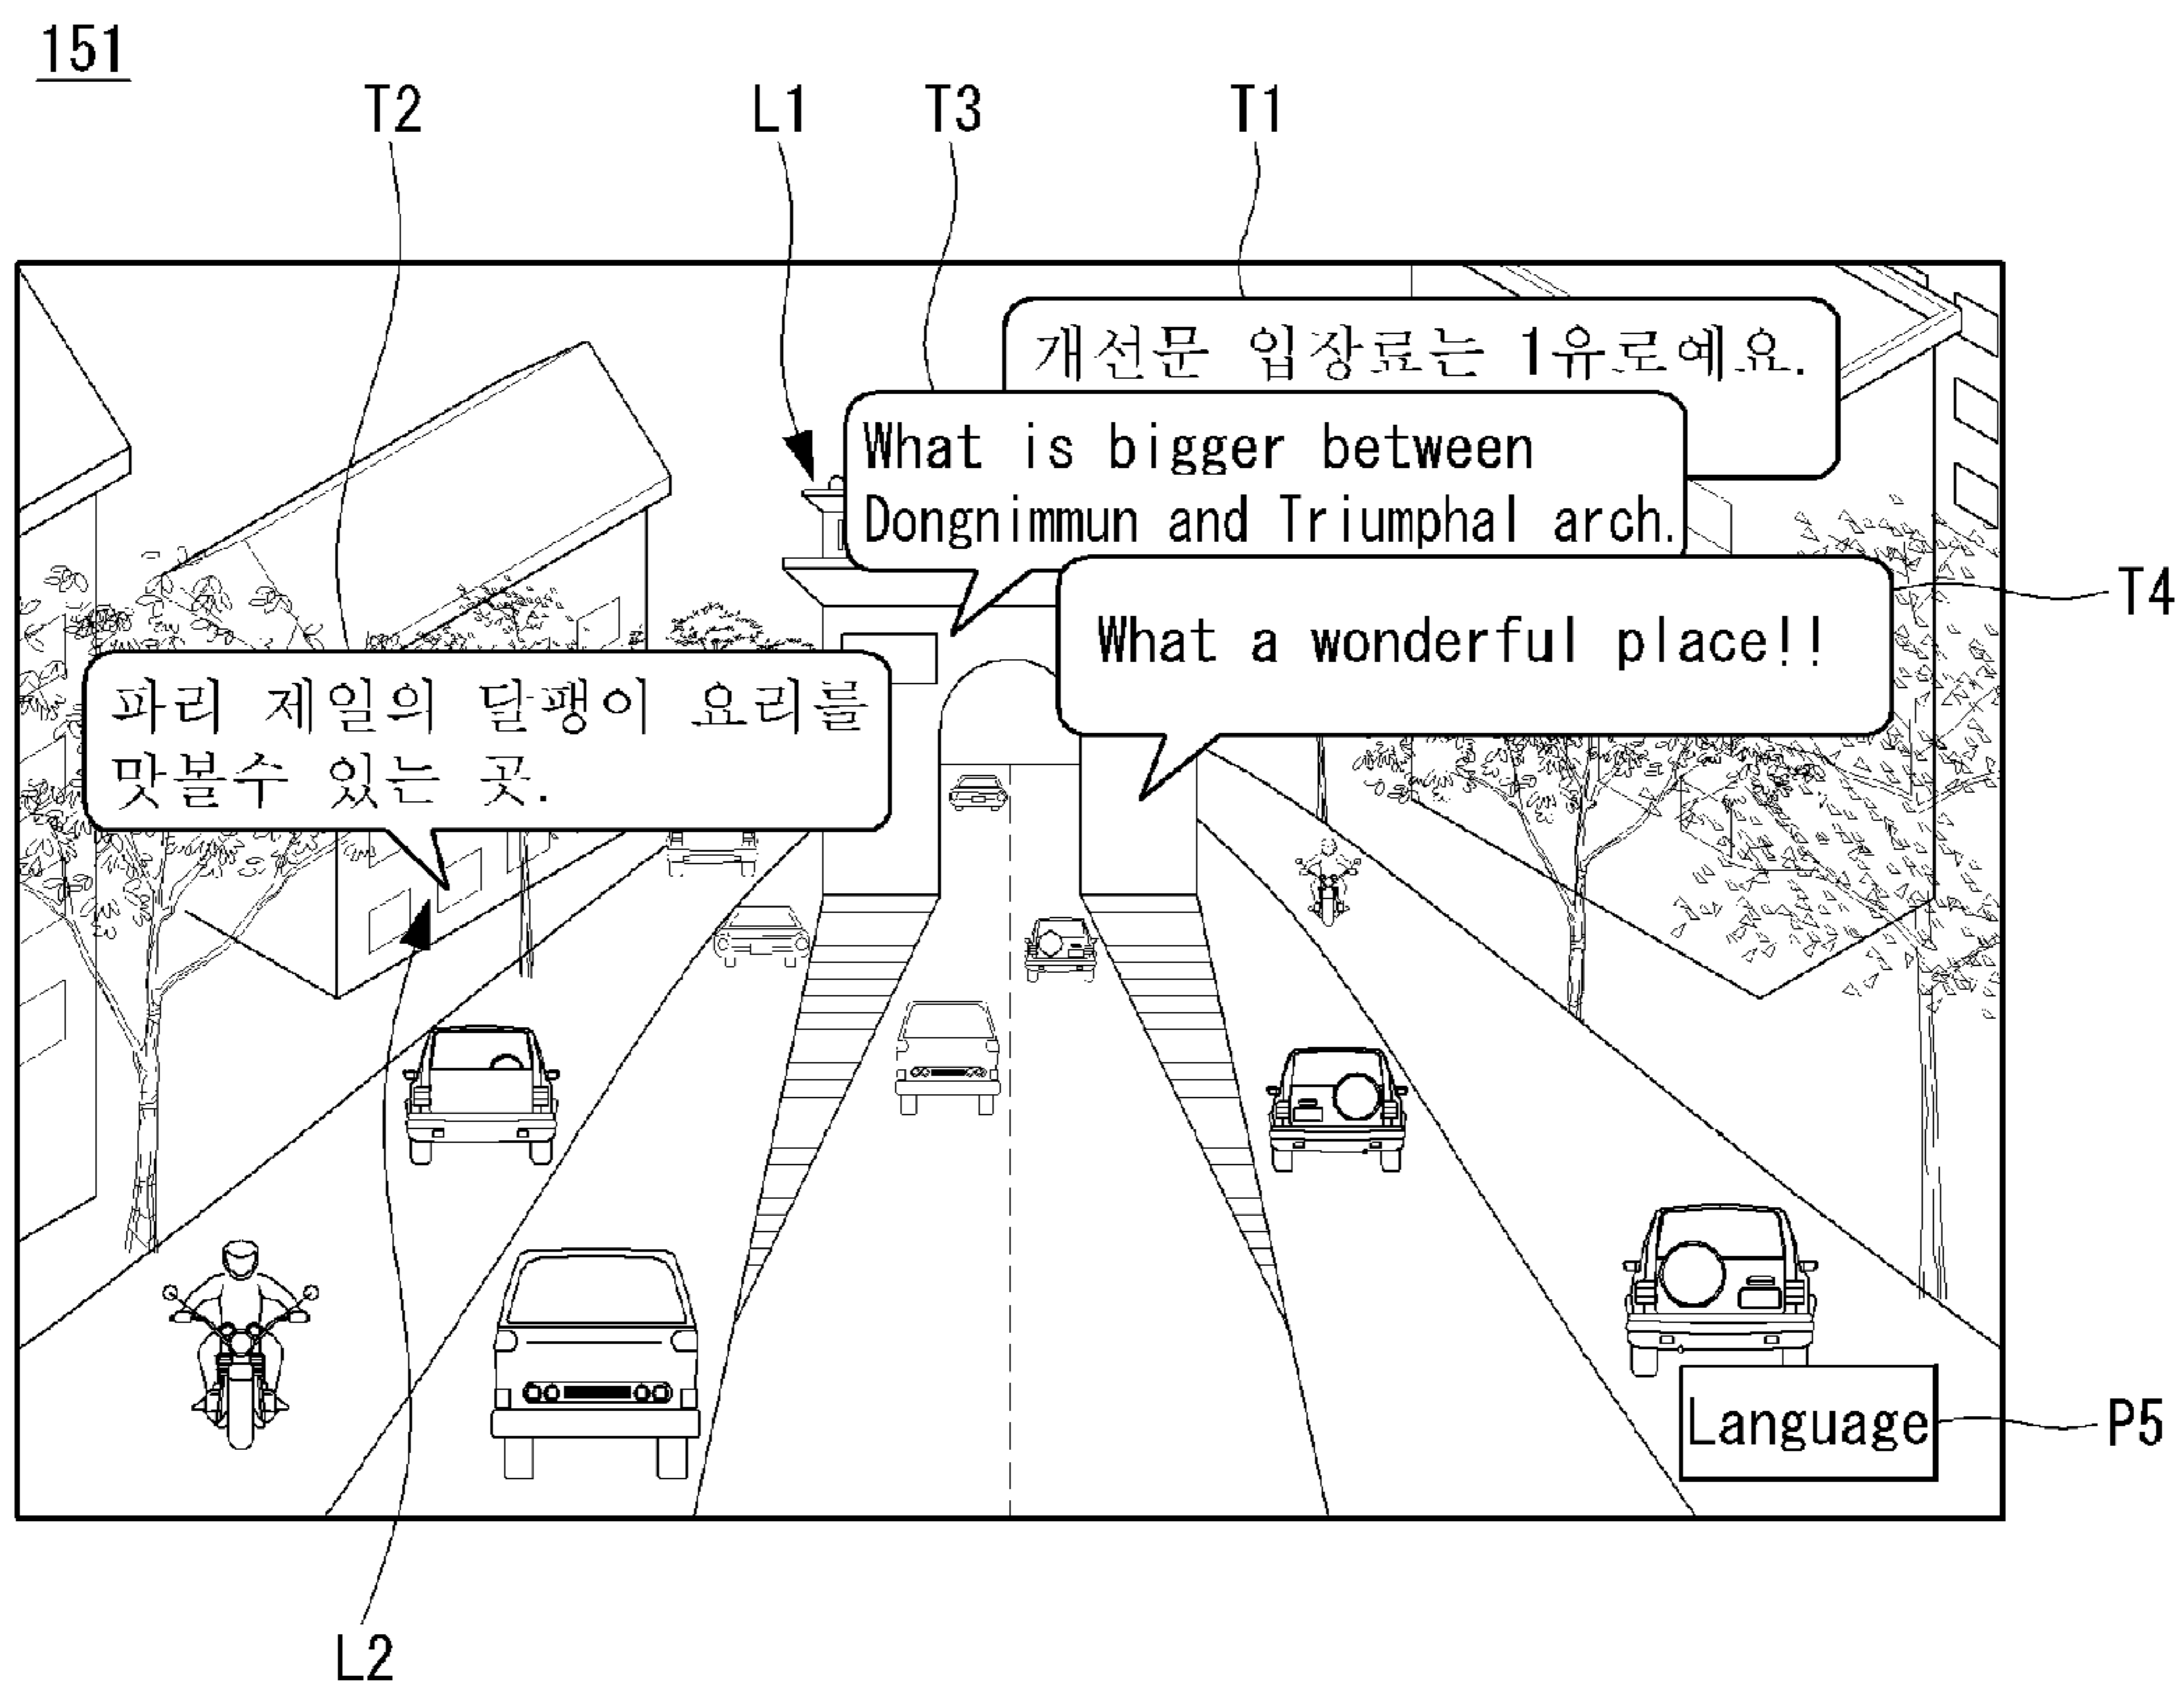 151
T2
L1
T3
T1
개선문 입장료는 1유로예요.
What is bigger between
Dongnimmun and Triumphal arch.
T4
What a wonderful place!!
파리 제일의 달팽이 요리를
맛볼수 있는 곳.
Language
P5
L2